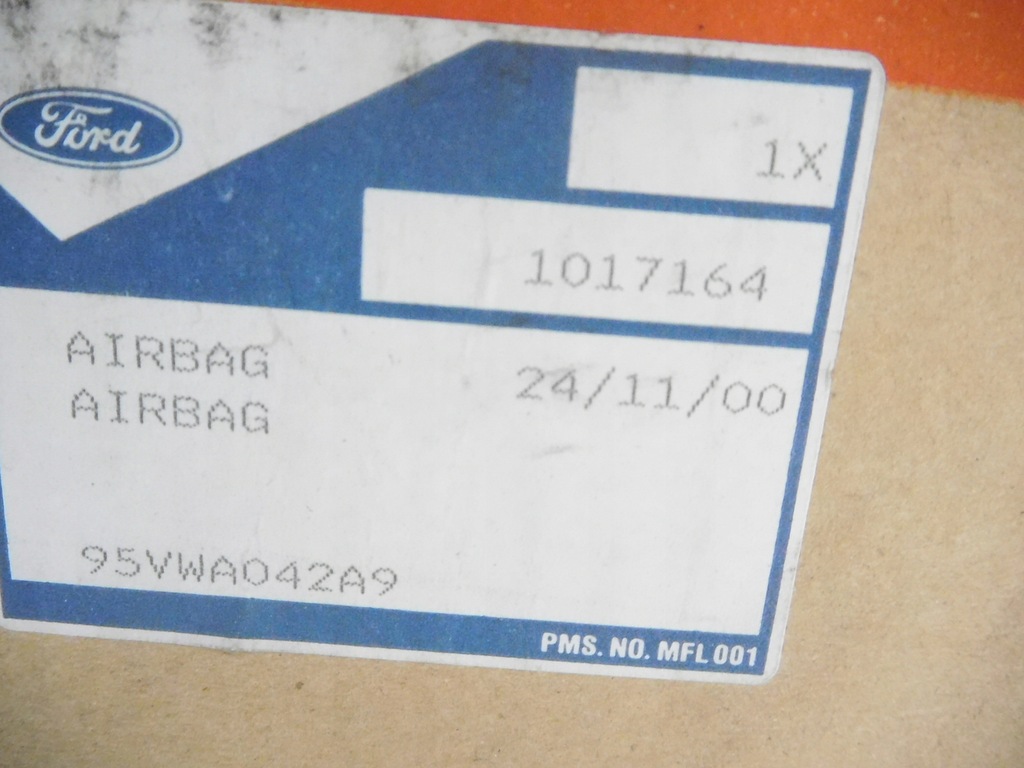 Ford
1X
1017164
AIRBAG
24/11/00
AIRBAG
95VWA042A9
PMS. NO. MFL 001